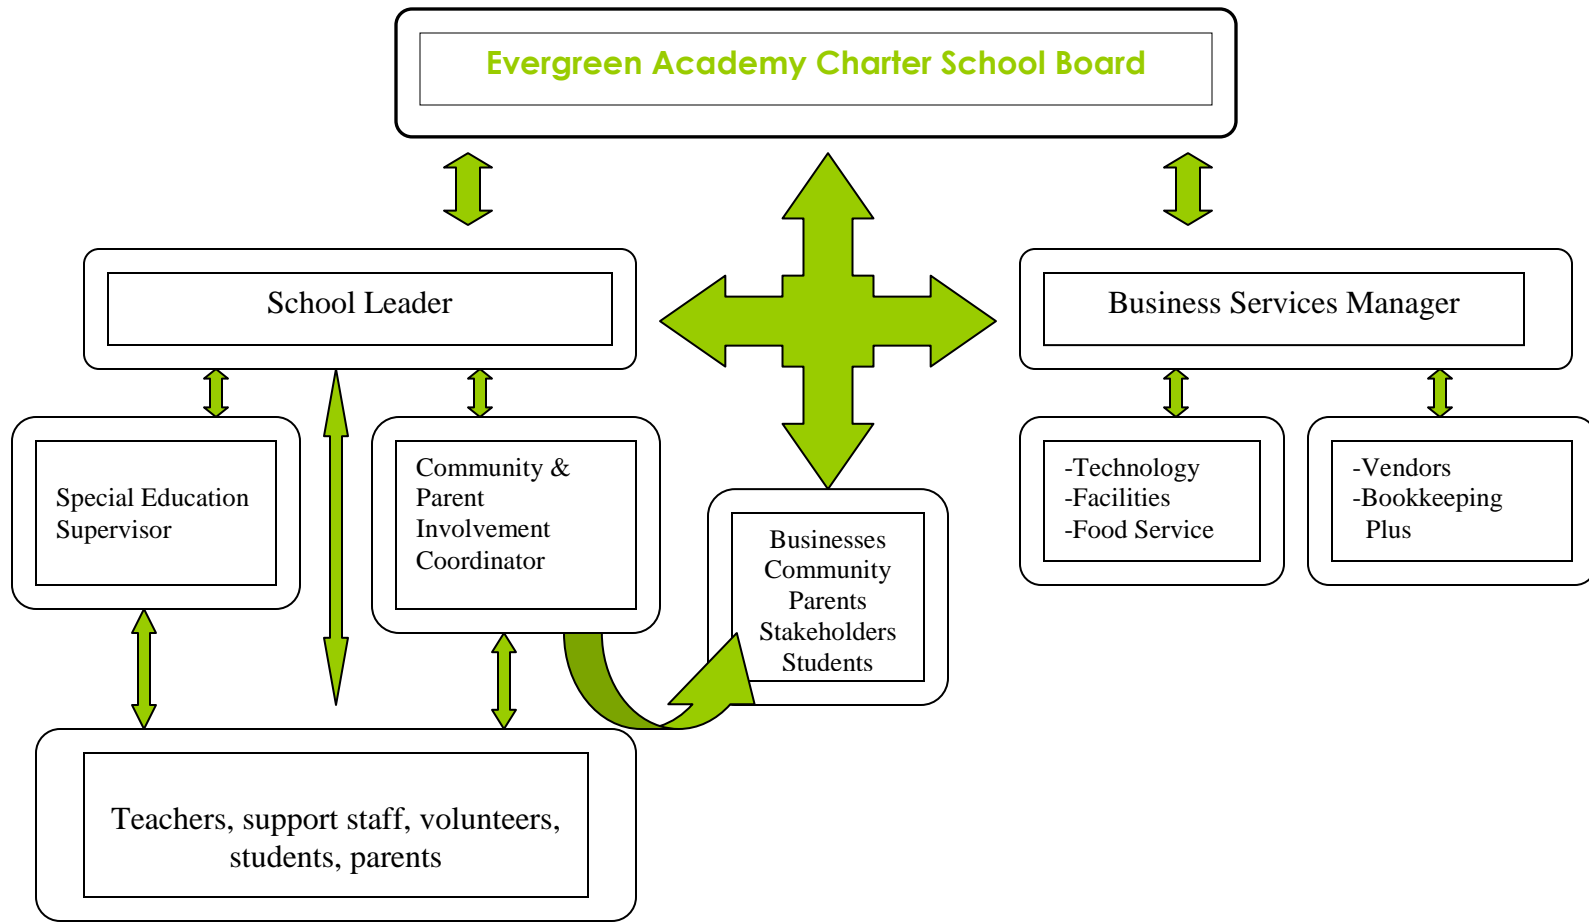 Evergreen Academy Charter School Board
School Leader
Business Services Manager
Special Education
Supervisor
Community &
Parent
Involvement
Coordinator
Businesses
Community
Parents
Stakeholders
Students
-Technology
-Facilities
-Food Service
-Vendors
-Bookkeeping
Plus
Teachers, support staff, volunteers,
students, parents